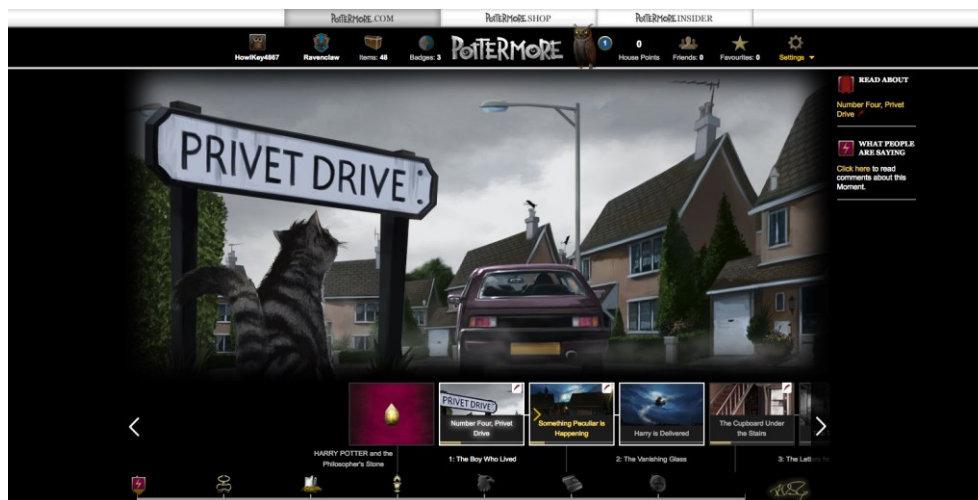 POTTERMORE.COM
POTTERMORE.SHOP
POTTERMORE.INSIDER
HowlKey4867
Ravenclaw
Items: 48
Badges: 3
POTTERMORE
1
0
House Points
Friends: 0
Favourites: 0
Settings
PRIVET DRIVE
READ ABOUT
Number Four, Privet
Drive
WHAT PEOPLE
ARE SAYING
Click here to read
comments about this
Moment.
PRIVET DRIVE
Number Four, Privet
Drive
Something Peculiar is
Happening
Harry is Delivered
The Cupboard Under
the Stairs
HARRY POTTER and the
Philosopher's Stone
1: The Boy Who Lived
2: The Vanishing Glass
3: The Letters